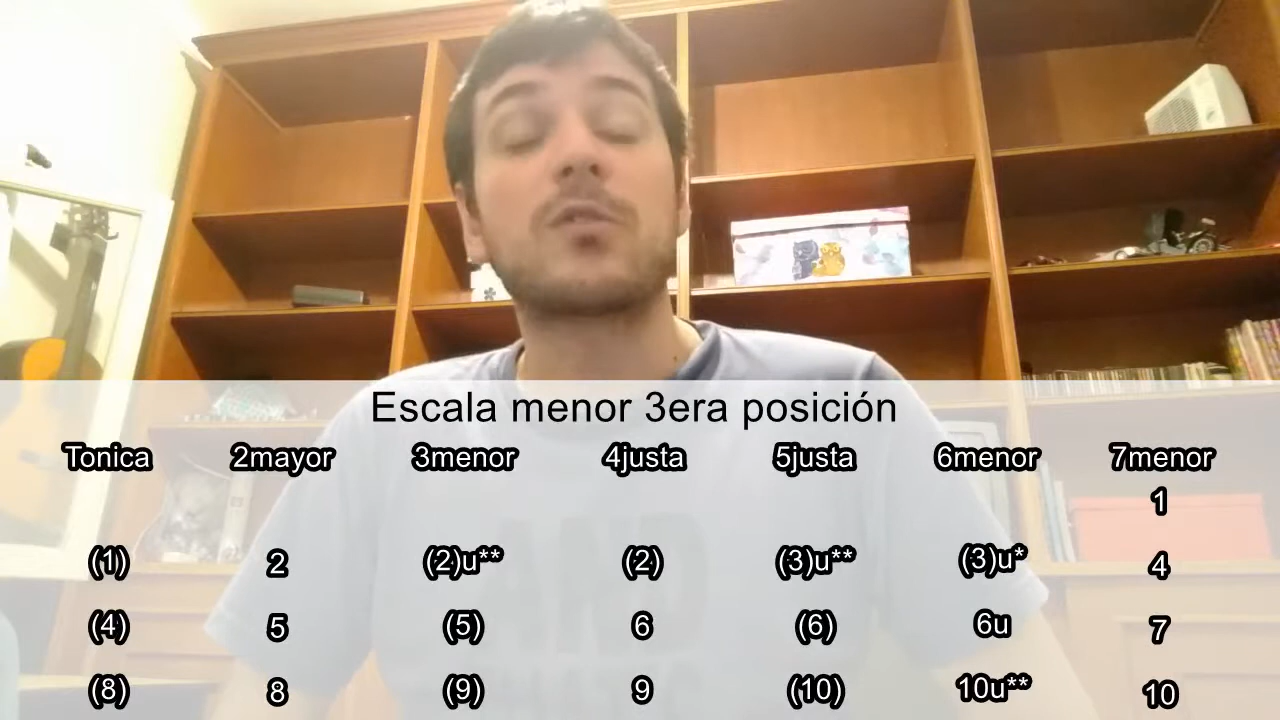 Escala menor 3era posición
Tonica 2mayor 3menor 4justa 5justa 6menor 7menor
1
(1) 2 (2)u** (2) (3)u** (3)u* 4
(4) 5 (5) 6 (6) 6u 7
(8) 8 (9) 9 (10) 10u** 10